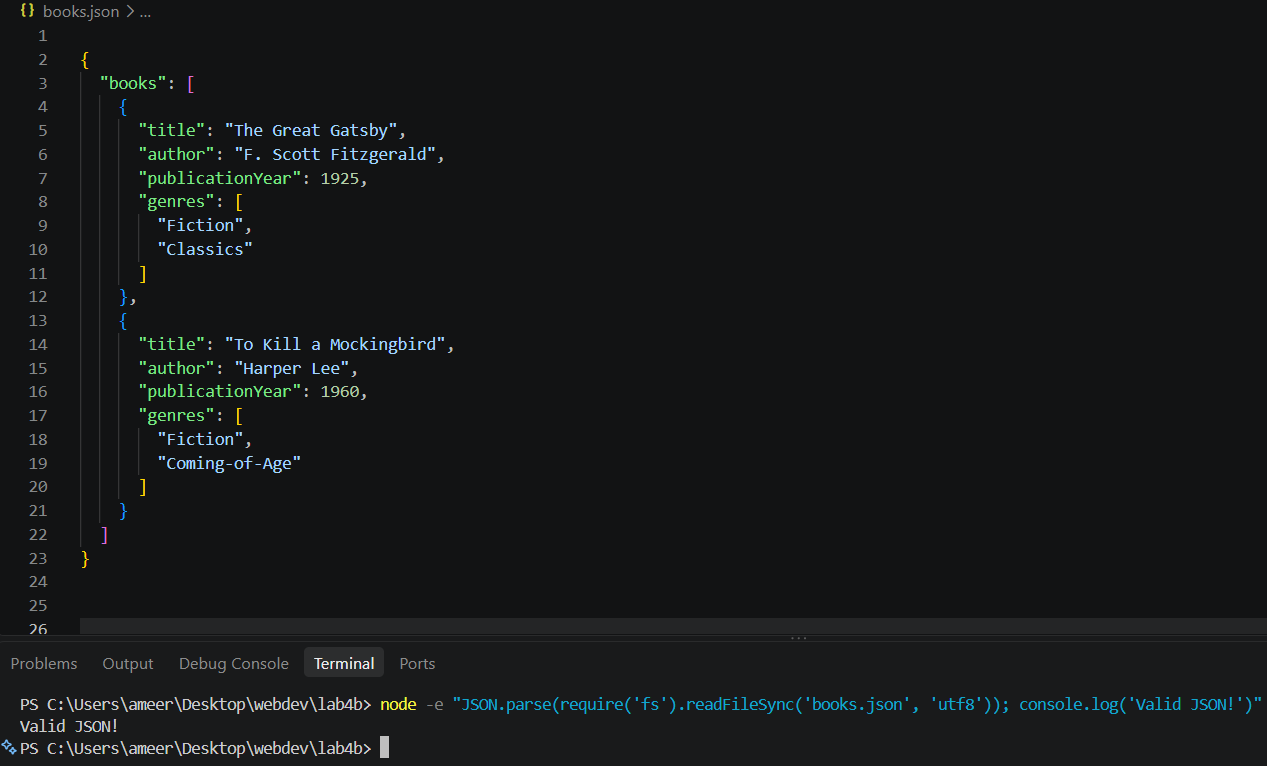 {} books.json > ...
1
2 {
3 "books": [
4 {
5 "title": "The Great Gatsby",
6 "author": "F. Scott Fitzgerald",
7 "publicationYear": 1925,
8 "genres": [
9 "Fiction",
10 "Classics"
11 ]
12 },
13 {
14 "title": "To Kill a Mockingbird",
15 "author": "Harper Lee",
16 "publicationYear": 1960,
17 "genres": [
18 "Fiction",
19 "Coming-of-Age"
20 ]
21 }
22 ]
23 }
24
25
26
Problems Output Debug Console Terminal Ports
PS C:\Users\ameer\Desktop\webdev\lab4b> node -e "JSON.parse(require('fs').readFileSync('books.json', 'utf8')); console.log('Valid JSON!')"
Valid JSON!
PS C:\Users\ameer\Desktop\webdev\lab4b>